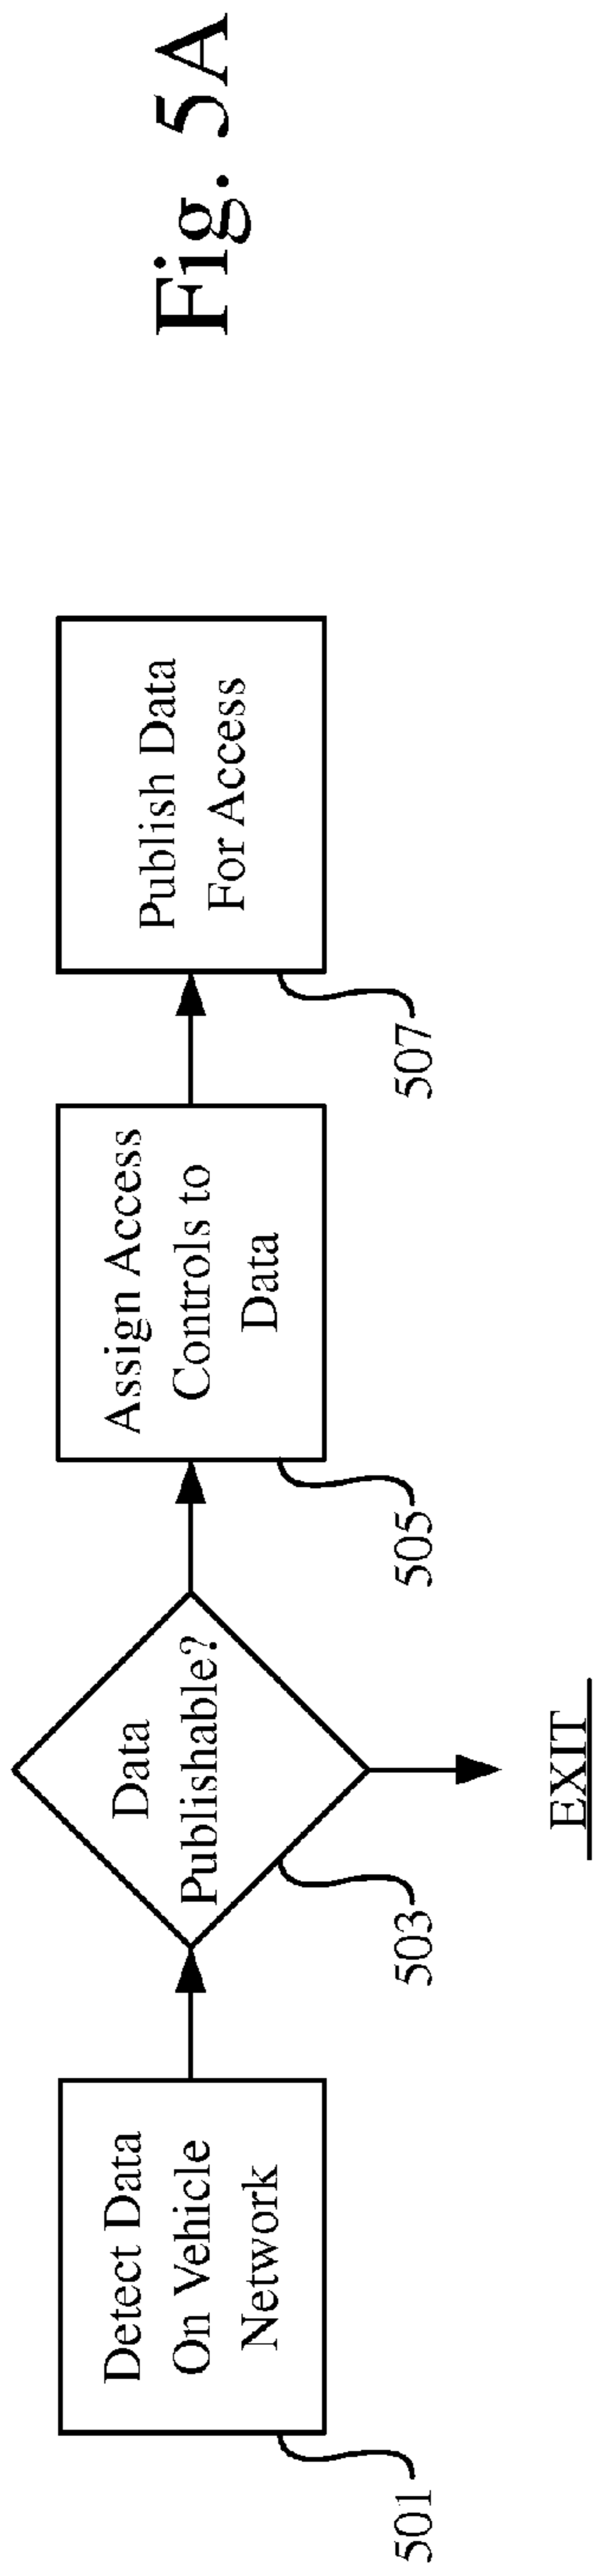 Detect Data
On Vehicle
Network
501
Data
Publishable?
503
EXIT
Assign Access
Controls to
Data
505
Publish Data
For Access
507
Fig. 5A